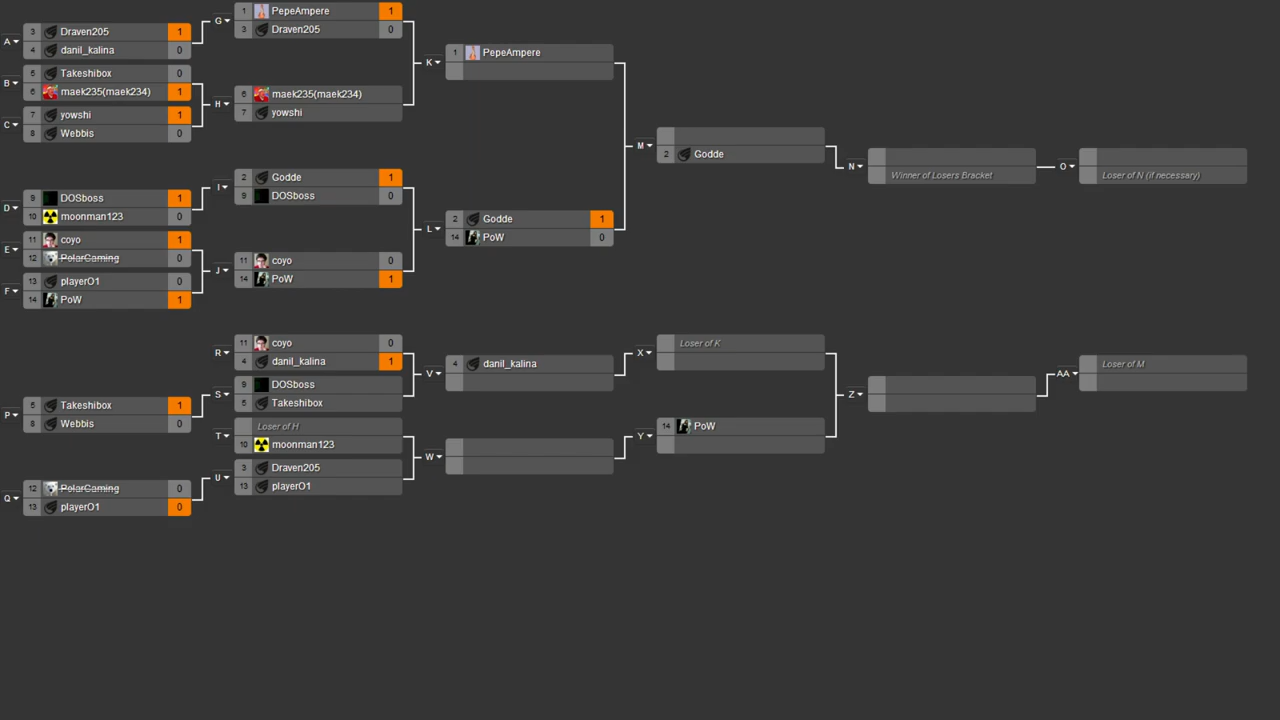 A
3 Draven205 1
4 danil_kalina 0
B
5 Takeshibox 0
6 maek235(maek234) 1
C
7 yowshi 1
8 Webbis 0
D
9 DOSboss 1
10 moonman123 0
E
11 coyo 1
12 PolarGaming 0
F
13 playerO1 0
14 PoW 1
G
1 PepeAmpere 1
3 Draven205 0
H
6 maek235(maek234)
7 yowshi
I
2 Godde 1
9 DOSboss 0
J
11 coyo 0
14 PoW 1
K
1 PepeAmpere
L
2 Godde 1
14 PoW 0
M
2 Godde
N
Winner of Losers Bracket
O
Loser of N (if necessary)
P
5 Takeshibox 1
8 Webbis 0
Q
12 PolarGaming 0
13 playerO1 0
R
11 coyo 0
4 danil_kalina 1
S
9 DOSboss
5 Takeshibox
T
Loser of H
10 moonman123
U
3 Draven205
13 playerO1
V
4 danil_kalina
W
X
Loser of K
Y
14 PoW
Z
AA
Loser of M